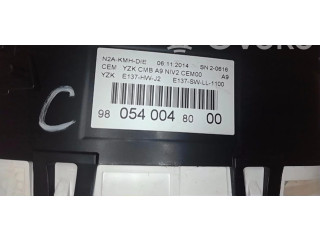 N2A-KMH-DIE 06.11.2014 SN 2-0616
CEM YZK CMB A9 NIV2 CEM00 A9
YZK E137-HW-J2 E137-SW-LL-1100
C
98 054 004 80 00